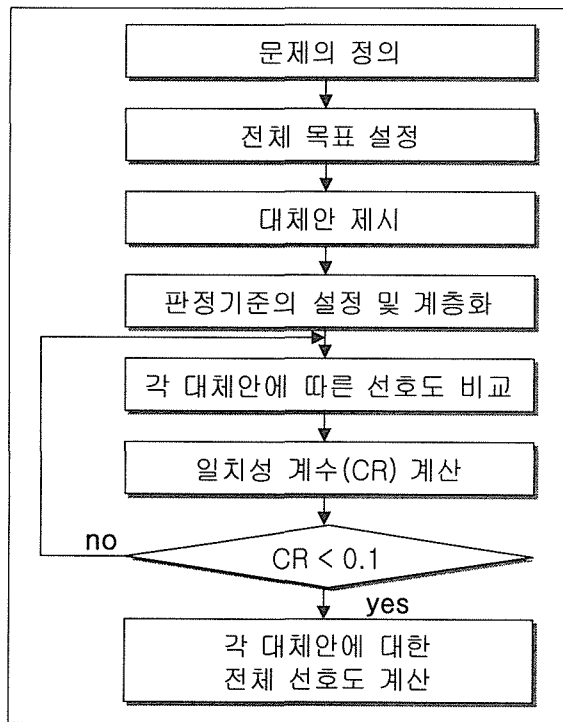 문제의 정의
전체 목표 설정
대체안 제시
판정기준의 설정 및 계층화
각 대체안에 따른 선호도 비교
일치성 계수(CR) 계산
no
CR < 0.1
yes
각 대체안에 대한
전체 선호도 계산